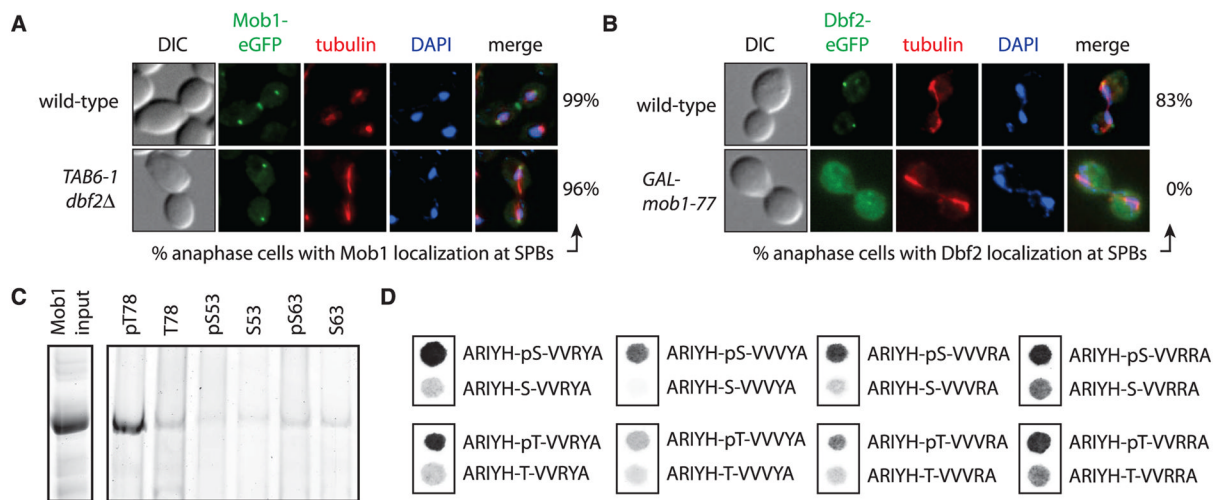 A
DIC
Mob1-
eGFP
tubulin
DAPI
merge
wild-type
99%
TAB6-1
dbf2Δ
96%
% anaphase cells with Mob1 localization at SPBs
B
DIC
Dbf2-
eGFP
tubulin
DAPI
merge
wild-type
83%
GAL-
mob1-77
0%
% anaphase cells with Dbf2 localization at SPBs
C
Mob1
input
pT78
T78
pS53
S53
pS63
S63
D
ARIYH-pS-VVRYA
ARIYH-S-VVRYA
ARIYH-pS-VVVYA
ARIYH-S-VVVYA
ARIYH-pS-VVVRA
ARIYH-S-VVVRA
ARIYH-pS-VVRRA
ARIYH-S-VVRRA
ARIYH-pT-VVRYA
ARIYH-T-VVRYA
ARIYH-pT-VVVYA
ARIYH-T-VVVYA
ARIYH-pT-VVVRA
ARIYH-T-VVVRA
ARIYH-pT-VVRRA
ARIYH-T-VVRRA